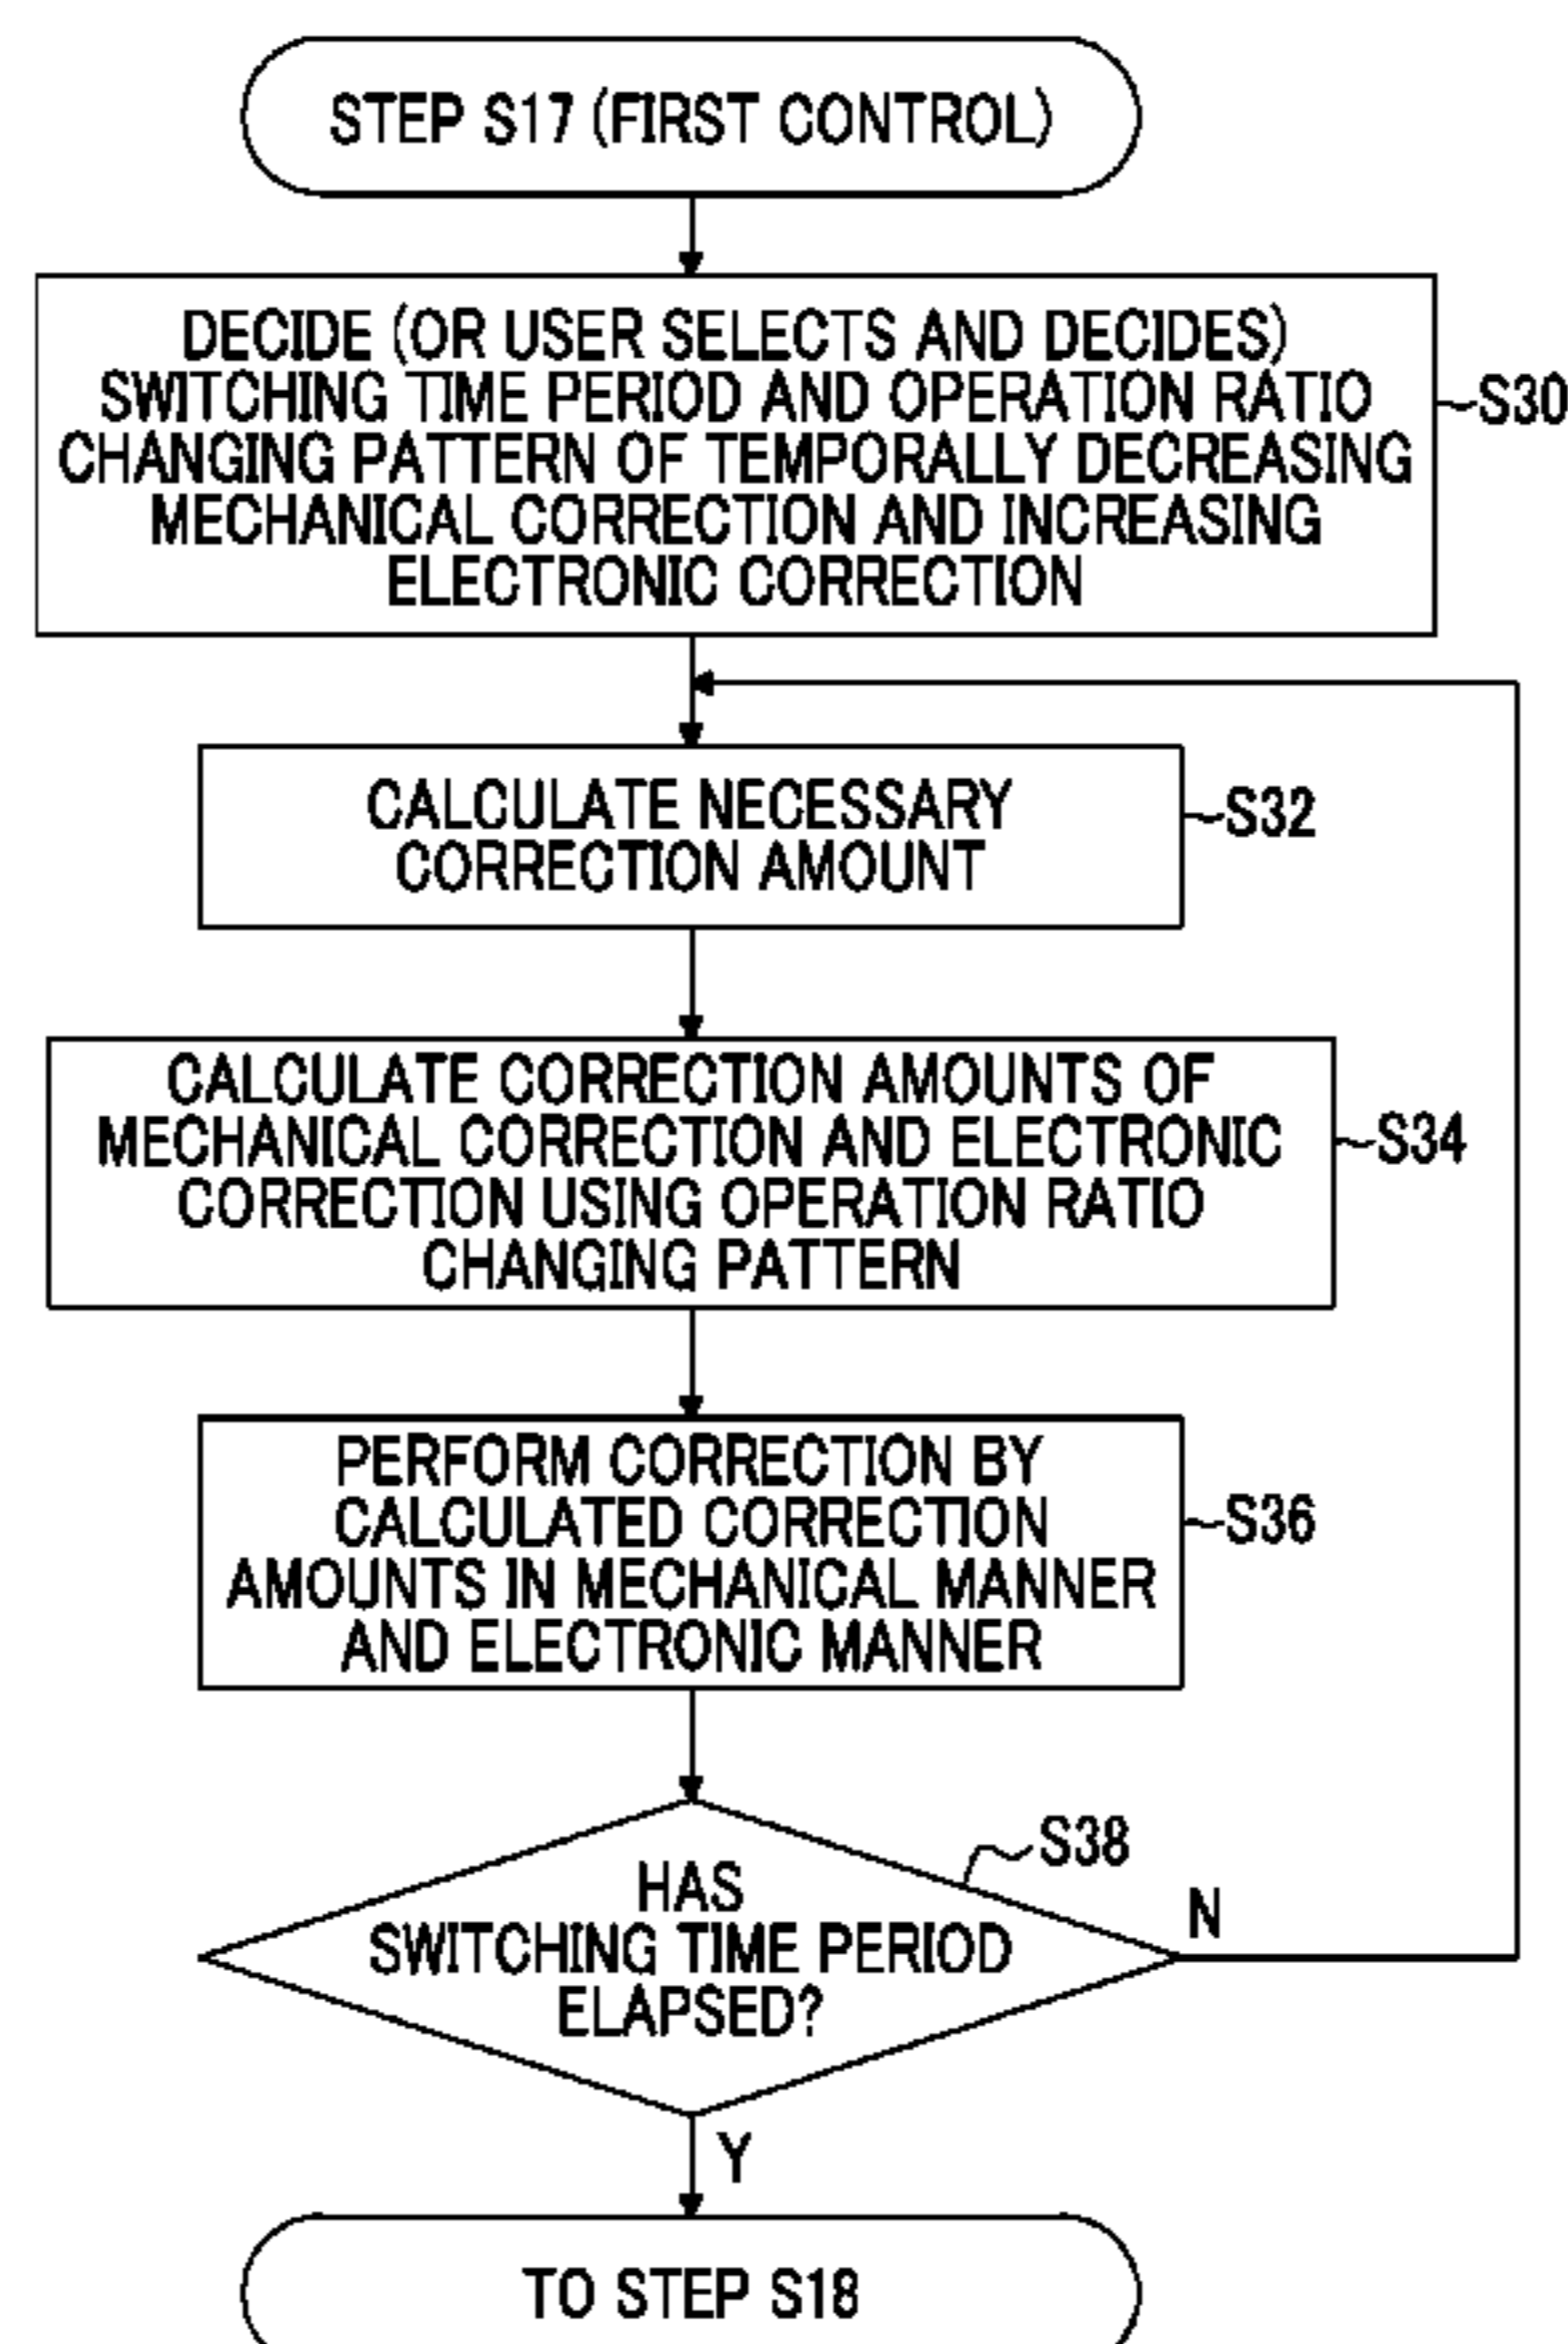 STEP S17 (FIRST CONTROL)
DECIDE (OR USER SELECTS AND DECIDES)
SWITCHING TIME PERIOD AND OPERATION RATIO
CHANGING PATTERN OF TEMPORALLY DECREASING
MECHANICAL CORRECTION AND INCREASING
ELECTRONIC CORRECTION
S30
CALCULATE NECESSARY
CORRECTION AMOUNT
S32
CALCULATE CORRECTION AMOUNTS OF
MECHANICAL CORRECTION AND ELECTRONIC
CORRECTION USING OPERATION RATIO
CHANGING PATTERN
S34
PERFORM CORRECTION BY
CALCULATED CORRECTION
AMOUNTS IN MECHANICAL MANNER
AND ELECTRONIC MANNER
S36
HAS
SWITCHING TIME PERIOD
ELAPSED?
S38
N
Y
TO STEP S18